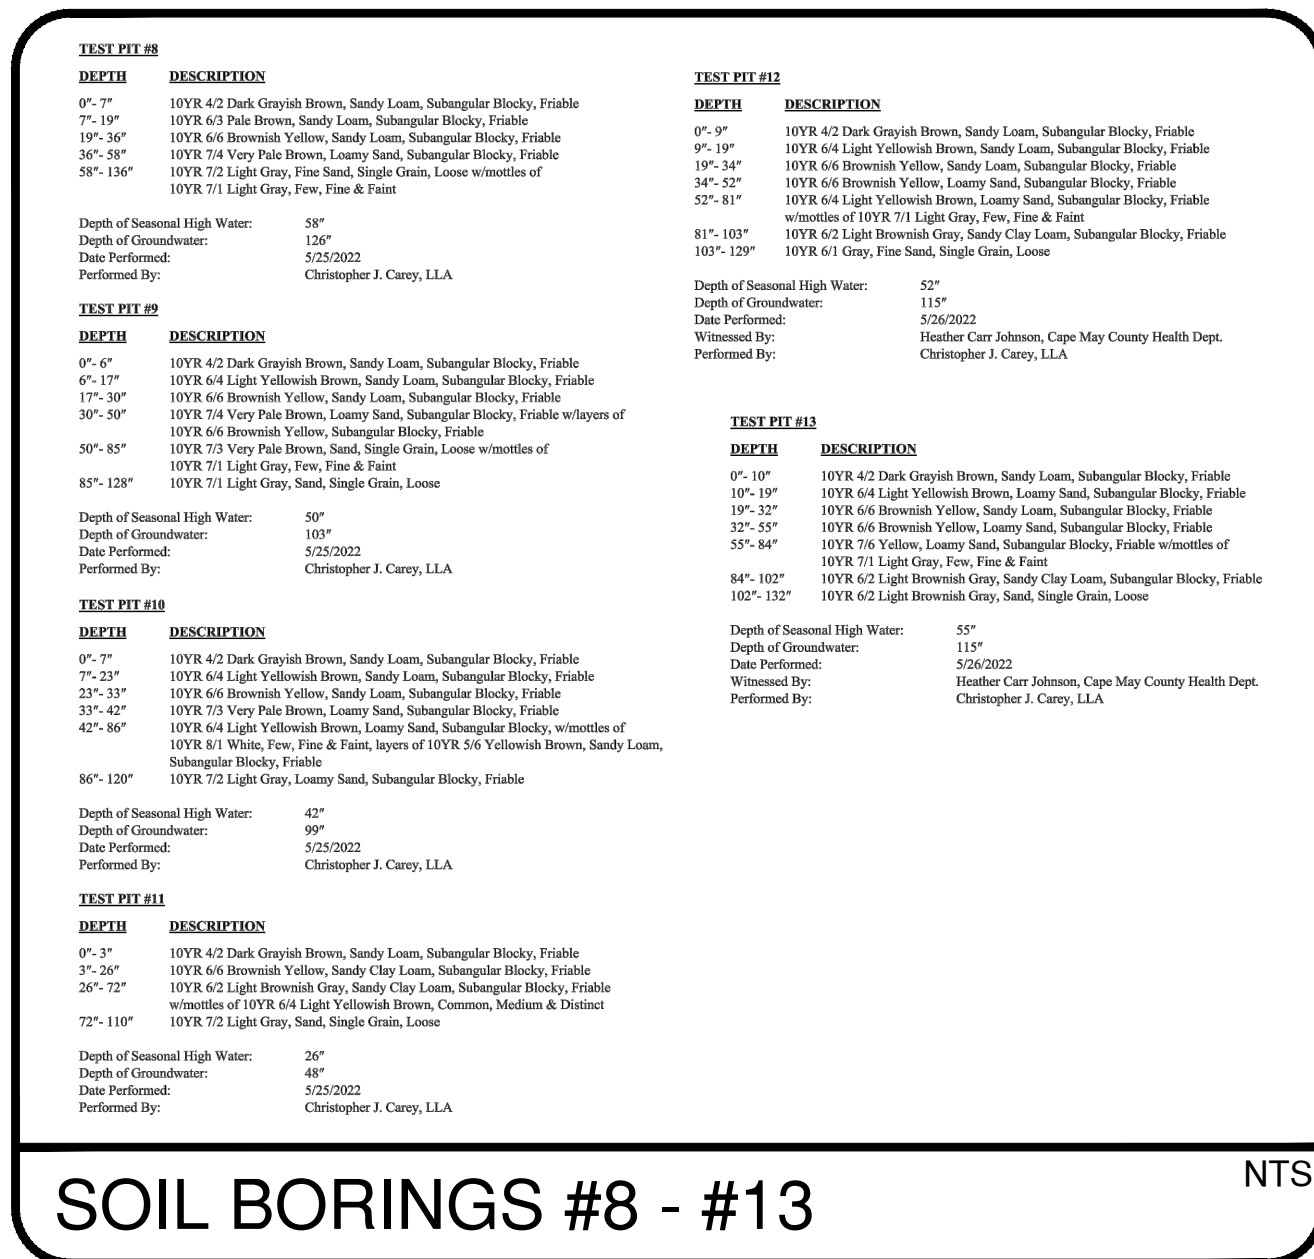 TEST PIT #8
DEPTH DESCRIPTION
0"- 7" 10YR 4/2 Dark Grayish Brown, Sandy Loam, Subangular Blocky, Friable
7"- 19" 10YR 6/3 Pale Brown, Sandy Loam, Subangular Blocky, Friable
19"- 36" 10YR 6/6 Brownish Yellow, Sandy Loam, Subangular Blocky, Friable
36"- 58" 10YR 7/4 Very Pale Brown, Loamy Sand, Subangular Blocky, Friable
58"- 136" 10YR 7/2 Light Gray, Fine Sand, Single Grain, Loose w/mottles of
10YR 7/1 Light Gray, Few, Fine & Faint
Depth of Seasonal High Water: 58"
Depth of Groundwater: 126"
Date Performed: 5/25/2022
Performed By: Christopher J. Carey, LLA
TEST PIT #9
DEPTH DESCRIPTION
0"- 6" 10YR 4/2 Dark Grayish Brown, Sandy Loam, Subangular Blocky, Friable
6"- 17" 10YR 6/4 Light Yellowish Brown, Sandy Loam, Subangular Blocky, Friable
17"- 30" 10YR 6/6 Brownish Yellow, Sandy Loam, Subangular Blocky, Friable
30"- 50" 10YR 7/4 Very Pale Brown, Loamy Sand, Subangular Blocky, Friable w/layers of
10YR 6/6 Brownish Yellow, Subangular Blocky, Friable
50"- 85" 10YR 7/3 Very Pale Brown, Sand, Single Grain, Loose w/mottles of
10YR 7/1 Light Gray, Few, Fine & Faint
85"- 128" 10YR 7/1 Light Gray, Sand, Single Grain, Loose
Depth of Seasonal High Water: 50"
Depth of Groundwater: 103"
Date Performed: 5/25/2022
Performed By: Christopher J. Carey, LLA
TEST PIT #10
DEPTH DESCRIPTION
0"- 7" 10YR 4/2 Dark Grayish Brown, Sandy Loam, Subangular Blocky, Friable
7"- 23" 10YR 6/4 Light Yellowish Brown, Sandy Loam, Subangular Blocky, Friable
23"- 33" 10YR 6/6 Brownish Yellow, Sandy Loam, Subangular Blocky, Friable
33"- 42" 10YR 7/3 Very Pale Brown, Loamy Sand, Subangular Blocky, Friable
42"- 86" 10YR 6/4 Light Yellowish Brown, Loamy Sand, Subangular Blocky, w/mottles of
10YR 8/1 White, Few, Fine & Faint, layers of 10YR 5/6 Yellowish Brown, Sandy Loam,
Subangular Blocky, Friable
86"- 120" 10YR 7/2 Light Gray, Loamy Sand, Subangular Blocky, Friable
Depth of Seasonal High Water: 42"
Depth of Groundwater: 99"
Date Performed: 5/25/2022
Performed By: Christopher J. Carey, LLA
TEST PIT #11
DEPTH DESCRIPTION
0"- 3" 10YR 4/2 Dark Grayish Brown, Sandy Loam, Subangular Blocky, Friable
3"- 26" 10YR 6/6 Brownish Yellow, Sandy Clay Loam, Subangular Blocky, Friable
26"- 72" 10YR 6/2 Light Brownish Gray, Sandy Clay Loam, Subangular Blocky, Friable
w/mottles of 10YR 6/4 Light Yellowish Brown, Common, Medium & Distinct
72"- 110" 10YR 7/2 Light Gray, Sand, Single Grain, Loose
Depth of Seasonal High Water: 26"
Depth of Groundwater: 48"
Date Performed: 5/25/2022
Performed By: Christopher J. Carey, LLA
TEST PIT #12
DEPTH DESCRIPTION
0"- 9" 10YR 4/2 Dark Grayish Brown, Sandy Loam, Subangular Blocky, Friable
9"- 19" 10YR 6/4 Light Yellowish Brown, Sandy Loam, Subangular Blocky, Friable
19"- 34" 10YR 6/6 Brownish Yellow, Sandy Loam, Subangular Blocky, Friable
34"- 52" 10YR 6/6 Brownish Yellow, Loamy Sand, Subangular Blocky, Friable
52"- 81" 10YR 6/4 Light Yellowish Brown, Loamy Sand, Subangular Blocky, Friable
w/mottles of 10YR 7/1 Light Gray, Few, Fine & Faint
81"- 103" 10YR 6/2 Light Brownish Gray, Sandy Clay Loam, Subangular Blocky, Friable
103"- 129" 10YR 6/1 Gray, Fine Sand, Single Grain, Loose
Depth of Seasonal High Water: 52"
Depth of Groundwater: 115"
Date Performed: 5/26/2022
Witnessed By: Heather Carr Johnson, Cape May County Health Dept.
Performed By: Christopher J. Carey, LLA
TEST PIT #13
DEPTH DESCRIPTION
0"- 10" 10YR 4/2 Dark Grayish Brown, Sandy Loam, Subangular Blocky, Friable
10"- 19" 10YR 6/4 Light Yellowish Brown, Loamy Sand, Subangular Blocky, Friable
19"- 32" 10YR 6/6 Brownish Yellow, Sandy Loam, Subangular Blocky, Friable
32"- 55" 10YR 6/6 Brownish Yellow, Loamy Sand, Subangular Blocky, Friable
55"- 84" 10YR 7/6 Yellow, Loamy Sand, Subangular Blocky, Friable w/mottles of
10YR 7/1 Light Gray, Few, Fine & Faint
84"- 102" 10YR 6/2 Light Brownish Gray, Sandy Clay Loam, Subangular Blocky, Friable
102"- 132" 10YR 6/2 Light Brownish Gray, Sand, Single Grain, Loose
Depth of Seasonal High Water: 55"
Depth of Groundwater: 115"
Date Performed: 5/26/2022
Witnessed By: Heather Carr Johnson, Cape May County Health Dept.
Performed By: Christopher J. Carey, LLA
SOIL BORINGS #8 - #13
NTS